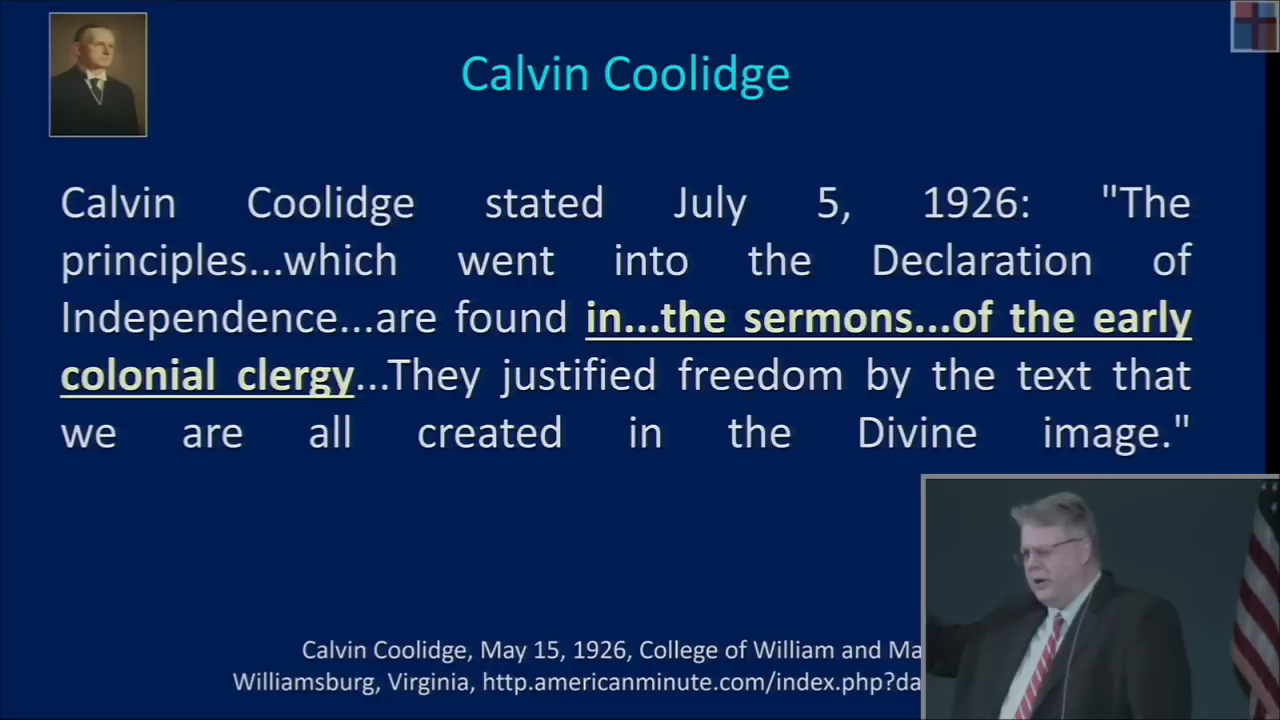 Calvin Coolidge
Calvin Coolidge stated July 5, 1926: "The
principles...which went into the Declaration of
Independence...are found in...the sermons...of the early
colonial clergy...They justified freedom by the text that
we are all created in the Divine image."
Calvin Coolidge, May 15, 1926, College of William and Ma
Williamsburg, Virginia, http.americanminute.com/index.php?da